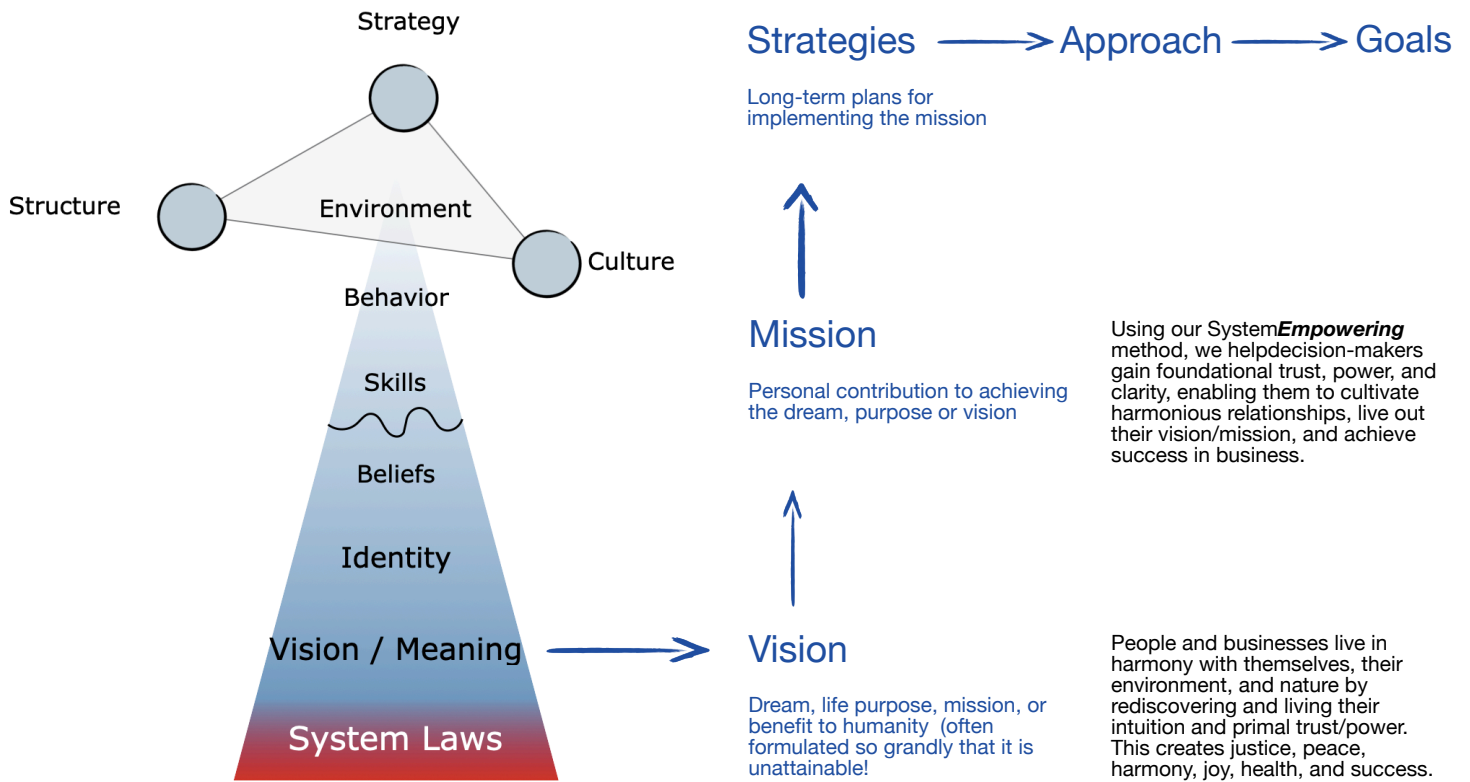 Strategy
Structure
Environment
Culture
Behavior
Skills
Beliefs
Identity
Vision / Meaning
System Laws
Strategies
Approach
Goals
Long-term plans for
implementing the mission
Mission
Personal contribution to achieving
the dream, purpose or vision
Using our SystemEmpowering
method, we helpdecision-makers
gain foundational trust, power, and
clarity, enabling them to cultivate
harmonious relationships, live out
their vision/mission, and achieve
success in business.
Vision
Dream, life purpose, mission, or
benefit to humanity (often
formulated so grandly that it is
unattainable!
People and businesses live in
harmony with themselves, their
environment, and nature by
rediscovering and living their
intuition and primal trust/power.
This creates justice, peace,
harmony, joy, health, and success.